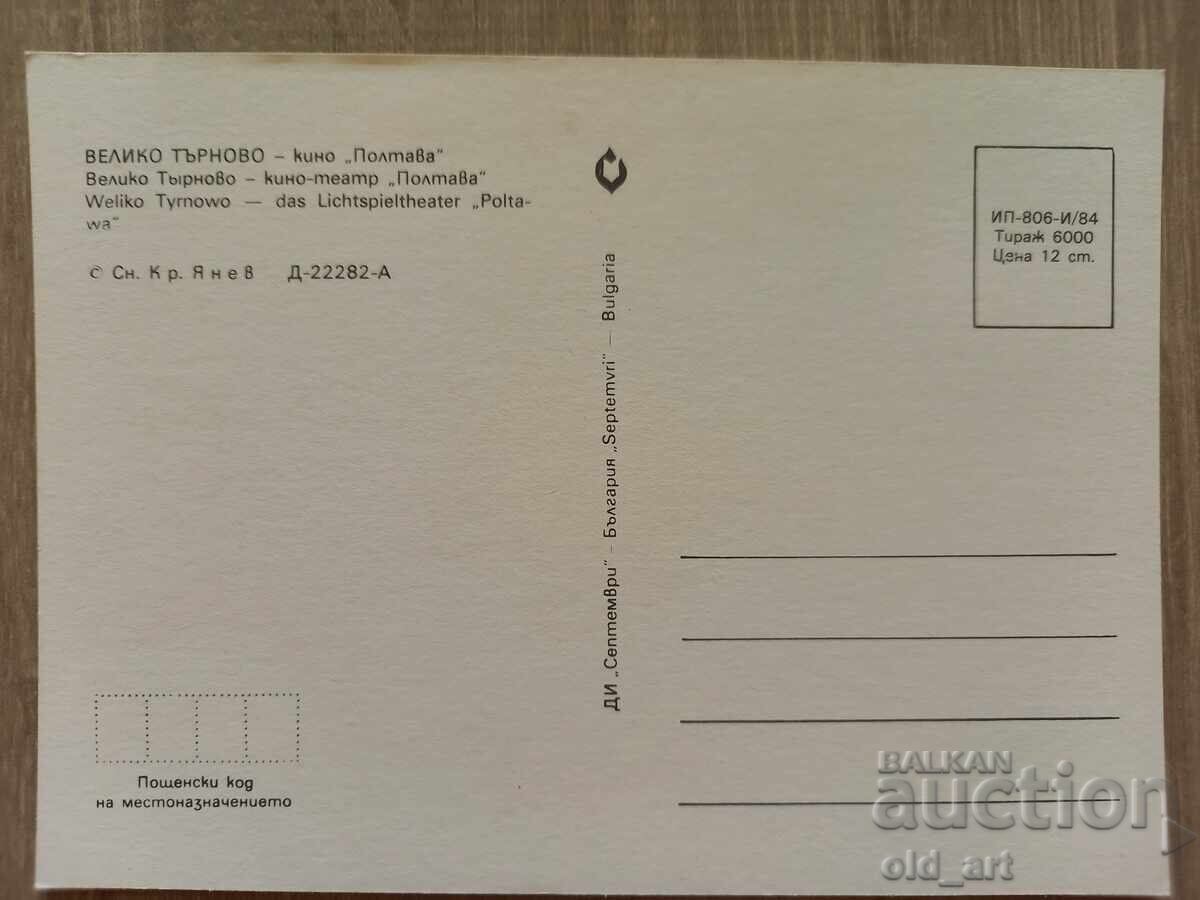 ВЕЛИКО ТЪРНОВО – кино „Полтава“
Велико Тырново – кино-театр „Полтава“
Weliko Tyrnowo — das Lichtspieltheater „Polta-
wa“
© Сн. Кр. Янев Д-22282-А
ДИ „Септември“ – България „Septemvri“ — Bulgaria
ИП-806-И/84
Тираж 6000
Цена 12 ст.
Пощенски код
на местоназначението
BALKAN
auction
old_art